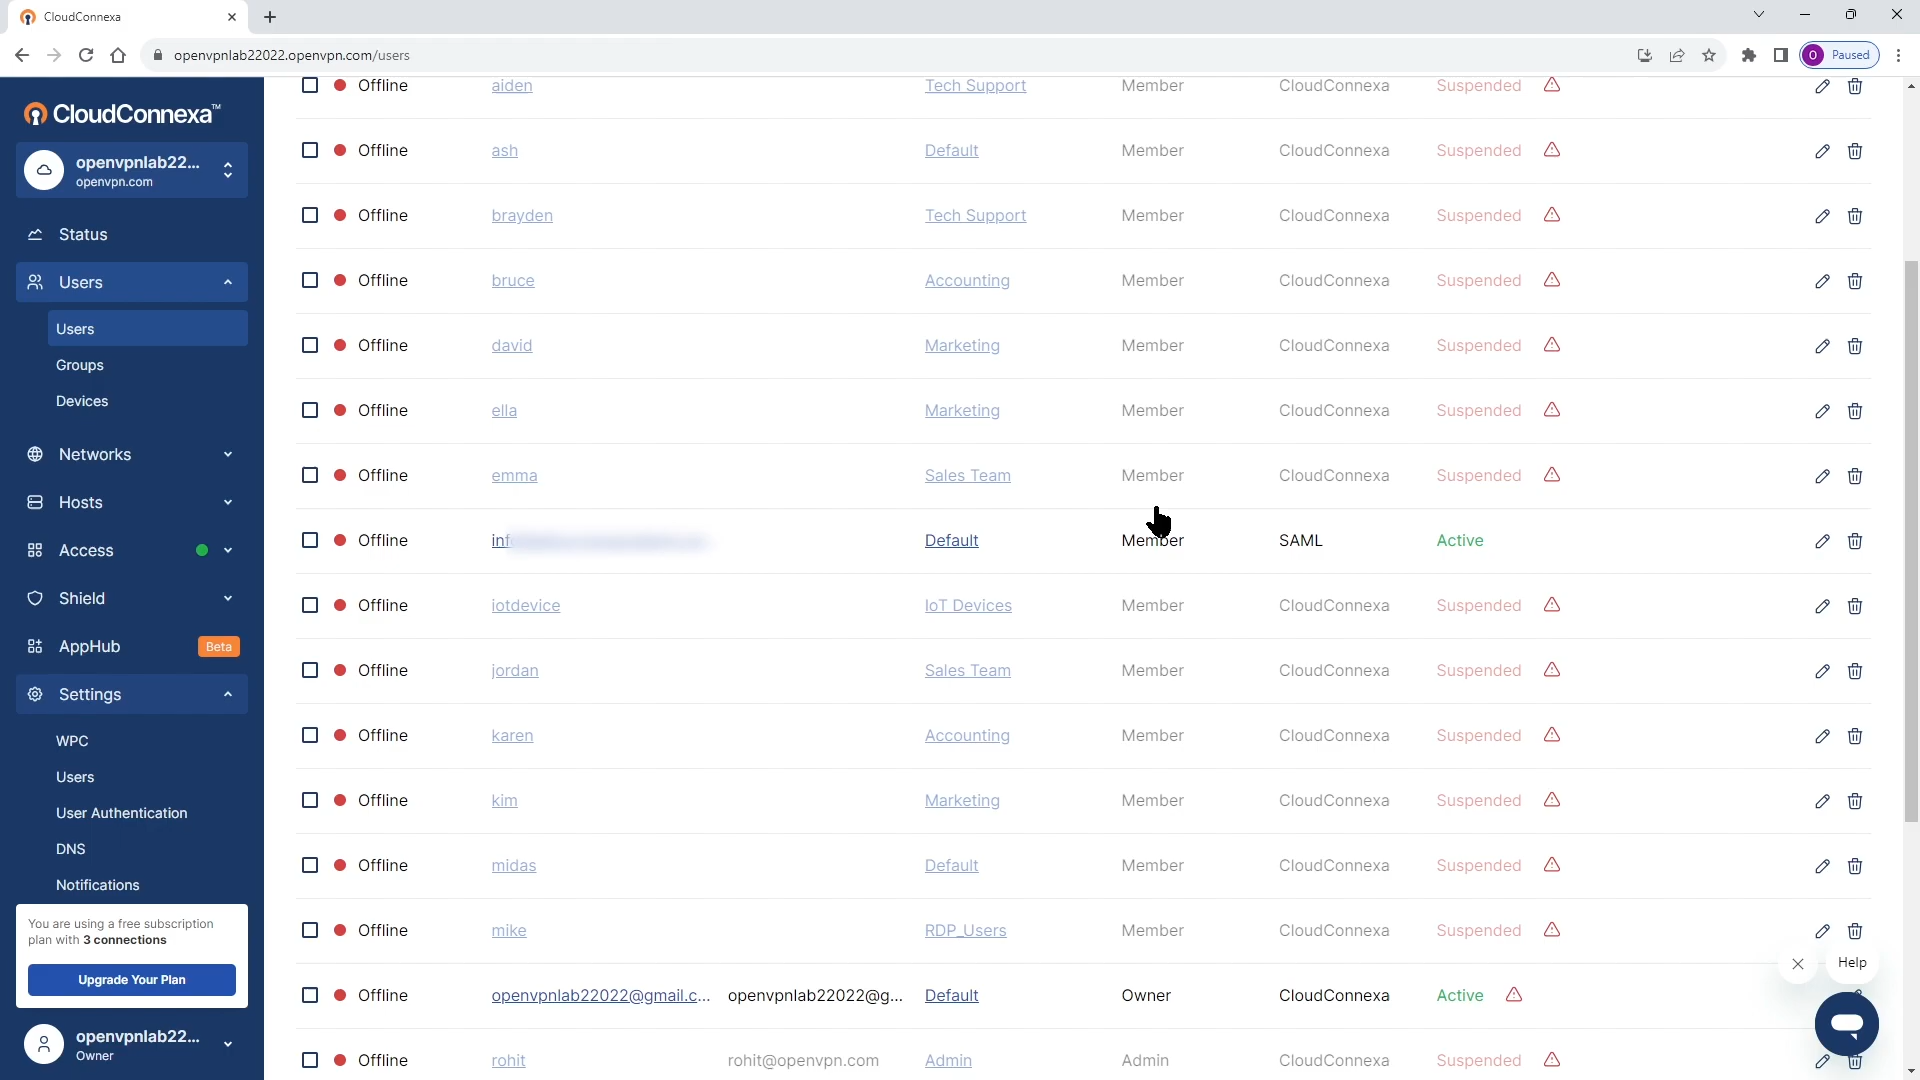 CloudConnexa
openvpnlab22022.openvpn.com/users
Paused
CloudConnexa™
openvpnlab22...
openvpn.com
Status
Users
Users
Groups
Devices
Networks
Hosts
Access
Shield
AppHub Beta
Settings
WPC
Users
User Authentication
DNS
Notifications
You are using a free subscription
plan with 3 connections
Upgrade Your Plan
openvpnlab22...
Owner
Offline aiden Tech Support Member CloudConnexa Suspended
Offline ash Default Member CloudConnexa Suspended
Offline brayden Tech Support Member CloudConnexa Suspended
Offline bruce Accounting Member CloudConnexa Suspended
Offline david Marketing Member CloudConnexa Suspended
Offline ella Marketing Member CloudConnexa Suspended
Offline emma Sales Team Member CloudConnexa Suspended
Offline Default Member SAML Active
Offline iotdevice IoT Devices Member CloudConnexa Suspended
Offline jordan Sales Team Member CloudConnexa Suspended
Offline karen Accounting Member CloudConnexa Suspended
Offline kim Marketing Member CloudConnexa Suspended
Offline midas Default Member CloudConnexa Suspended
Offline mike RDP_Users Member CloudConnexa Suspended
Offline openvpnlab22022@gmail.c... openvpnlab22022@g... Default Owner CloudConnexa Active
Offline rohit rohit@openvpn.com Admin Admin CloudConnexa Suspended
Help